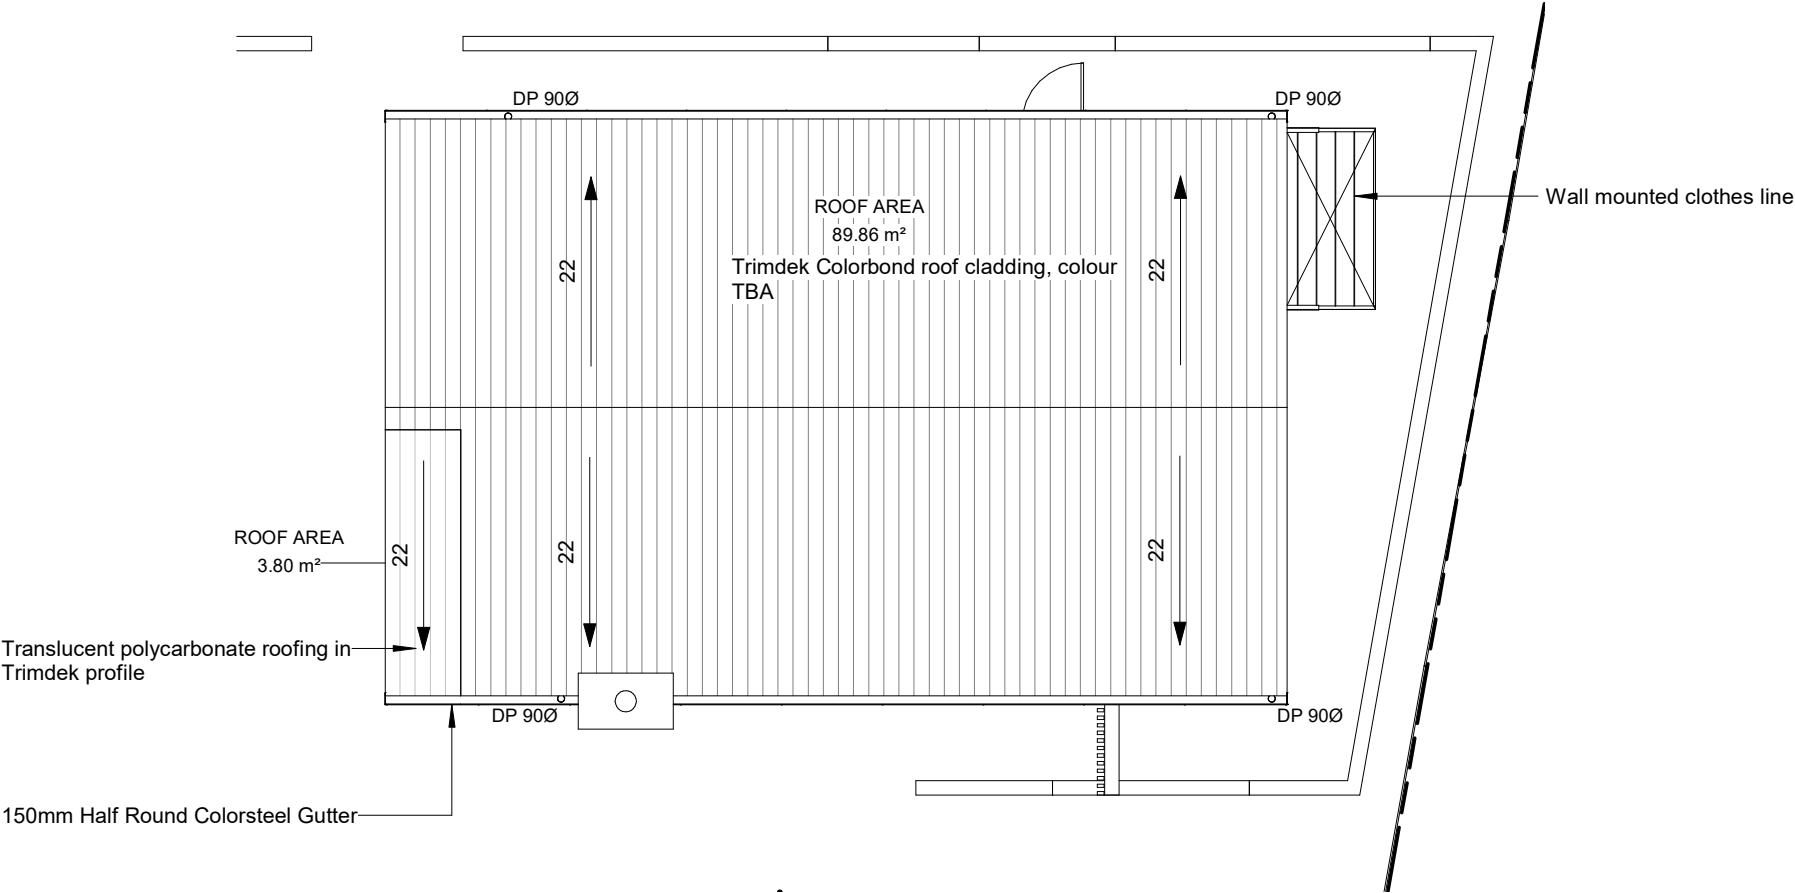 DP 90Ø
DP 90Ø
Wall mounted clothes line
ROOF AREA
89.86 m²
Trimdek Colorbond roof cladding, colour
TBA
22
22
ROOF AREA
3.80 m²
22
22
22
Translucent polycarbonate roofing in
Trimdek profile
DP 90Ø
DP 90Ø
150mm Half Round Colorsteel Gutter